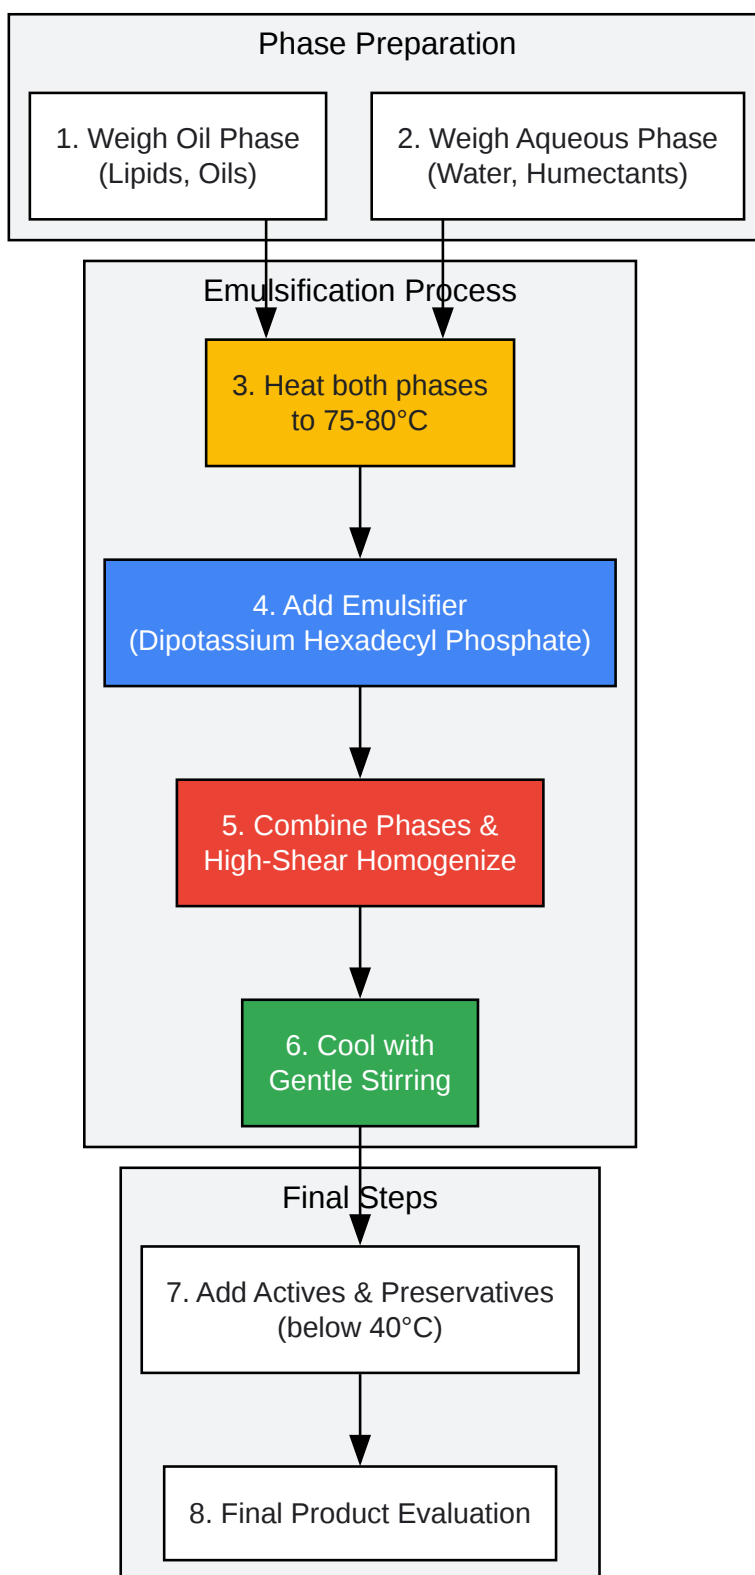 Phase Preparation
1. Weigh Oil Phase
(Lipids, Oils)
2. Weigh Aqueous Phase
(Water, Humectants)
Emulsification Process
3. Heat both phases
to 75-80°C
4. Add Emulsifier
(Dipotassium Hexadecyl Phosphate)
5. Combine Phases &
High-Shear Homogenize
6. Cool with
Gentle Stirring
Final Steps
7. Add Actives & Preservatives
(below 40°C)
8. Final Product Evaluation